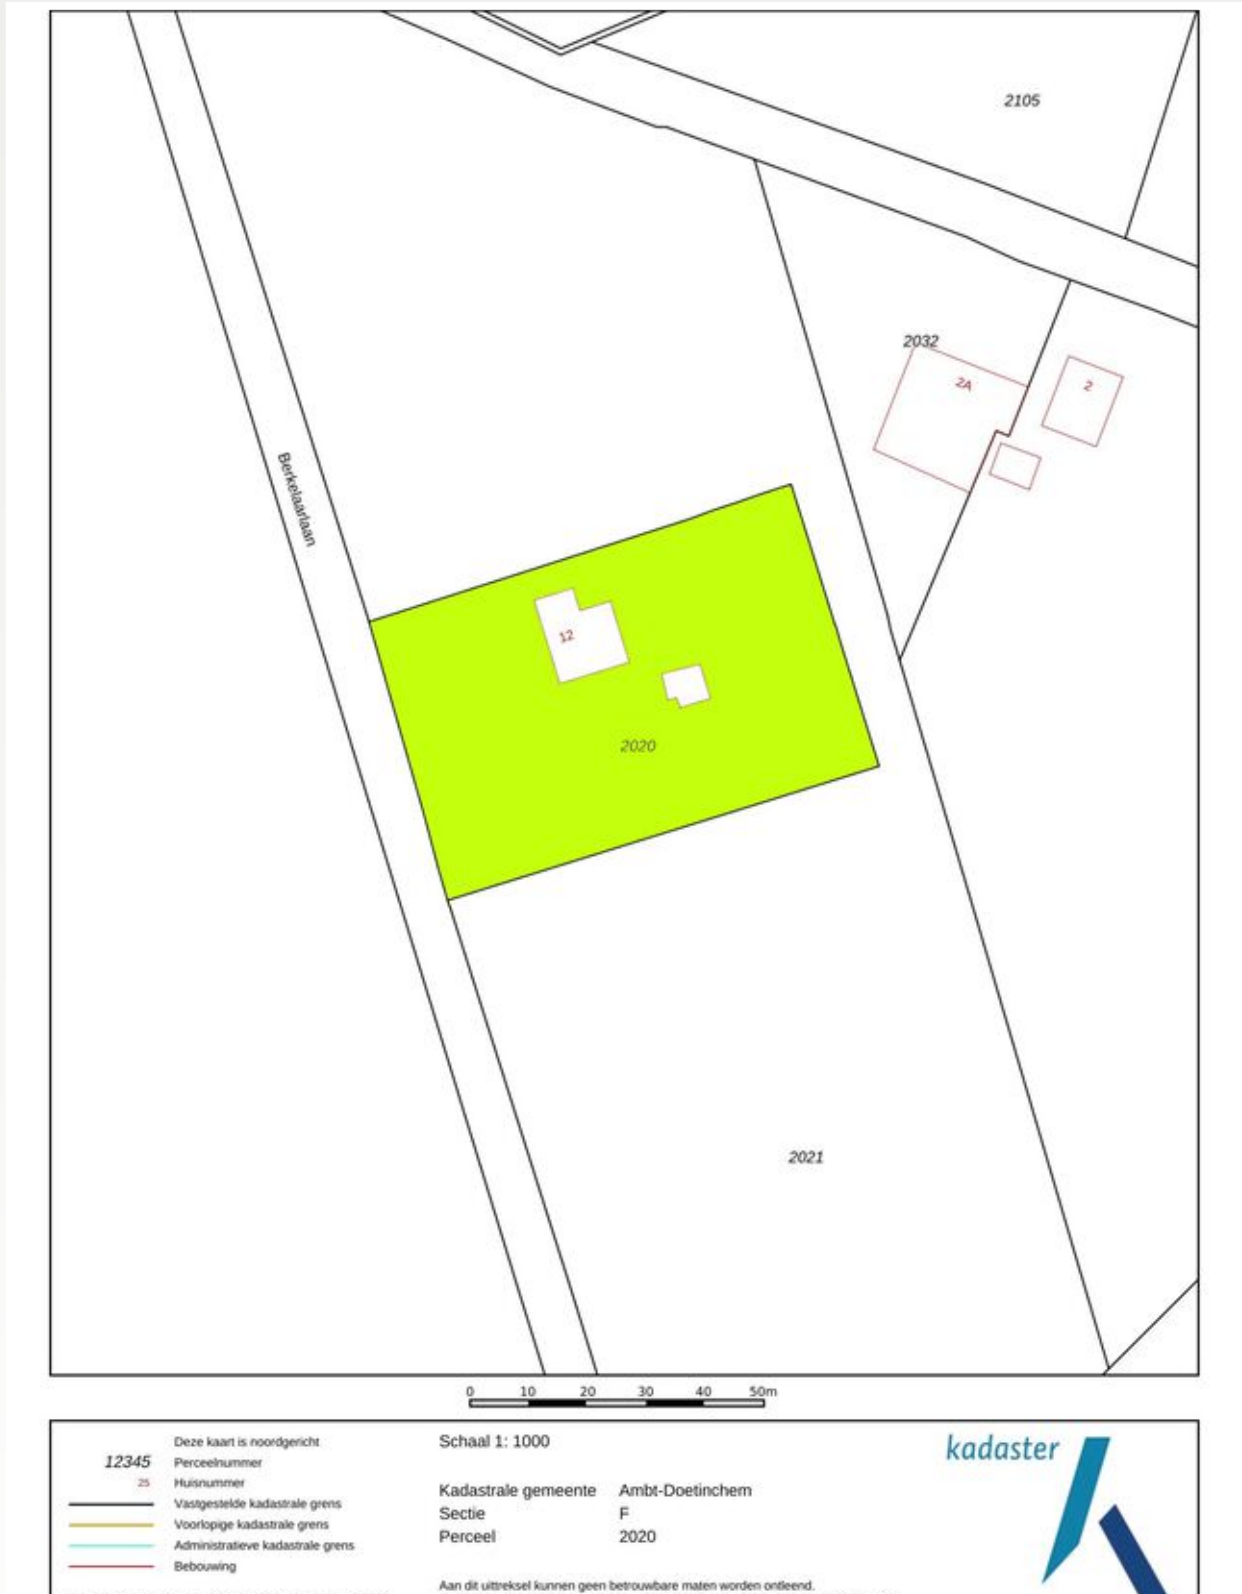 2105
2032
2A
2
Berkelaarlaan
12
2020
2021
0 10 20 30 40 50m
Deze kaart is noordgericht
12345 Perceelnummer
25 Huisnummer
Vastgestelde kadastrale grens
Voorlopige kadastrale grens
Administratieve kadastrale grens
Bebouwing
Schaal 1: 1000
Kadastrale gemeente Ambt-Doetinchem
Sectie F
Perceel 2020
Aan dit uittreksel kunnen geen betrouwbare maten worden ontleend.
kadaster